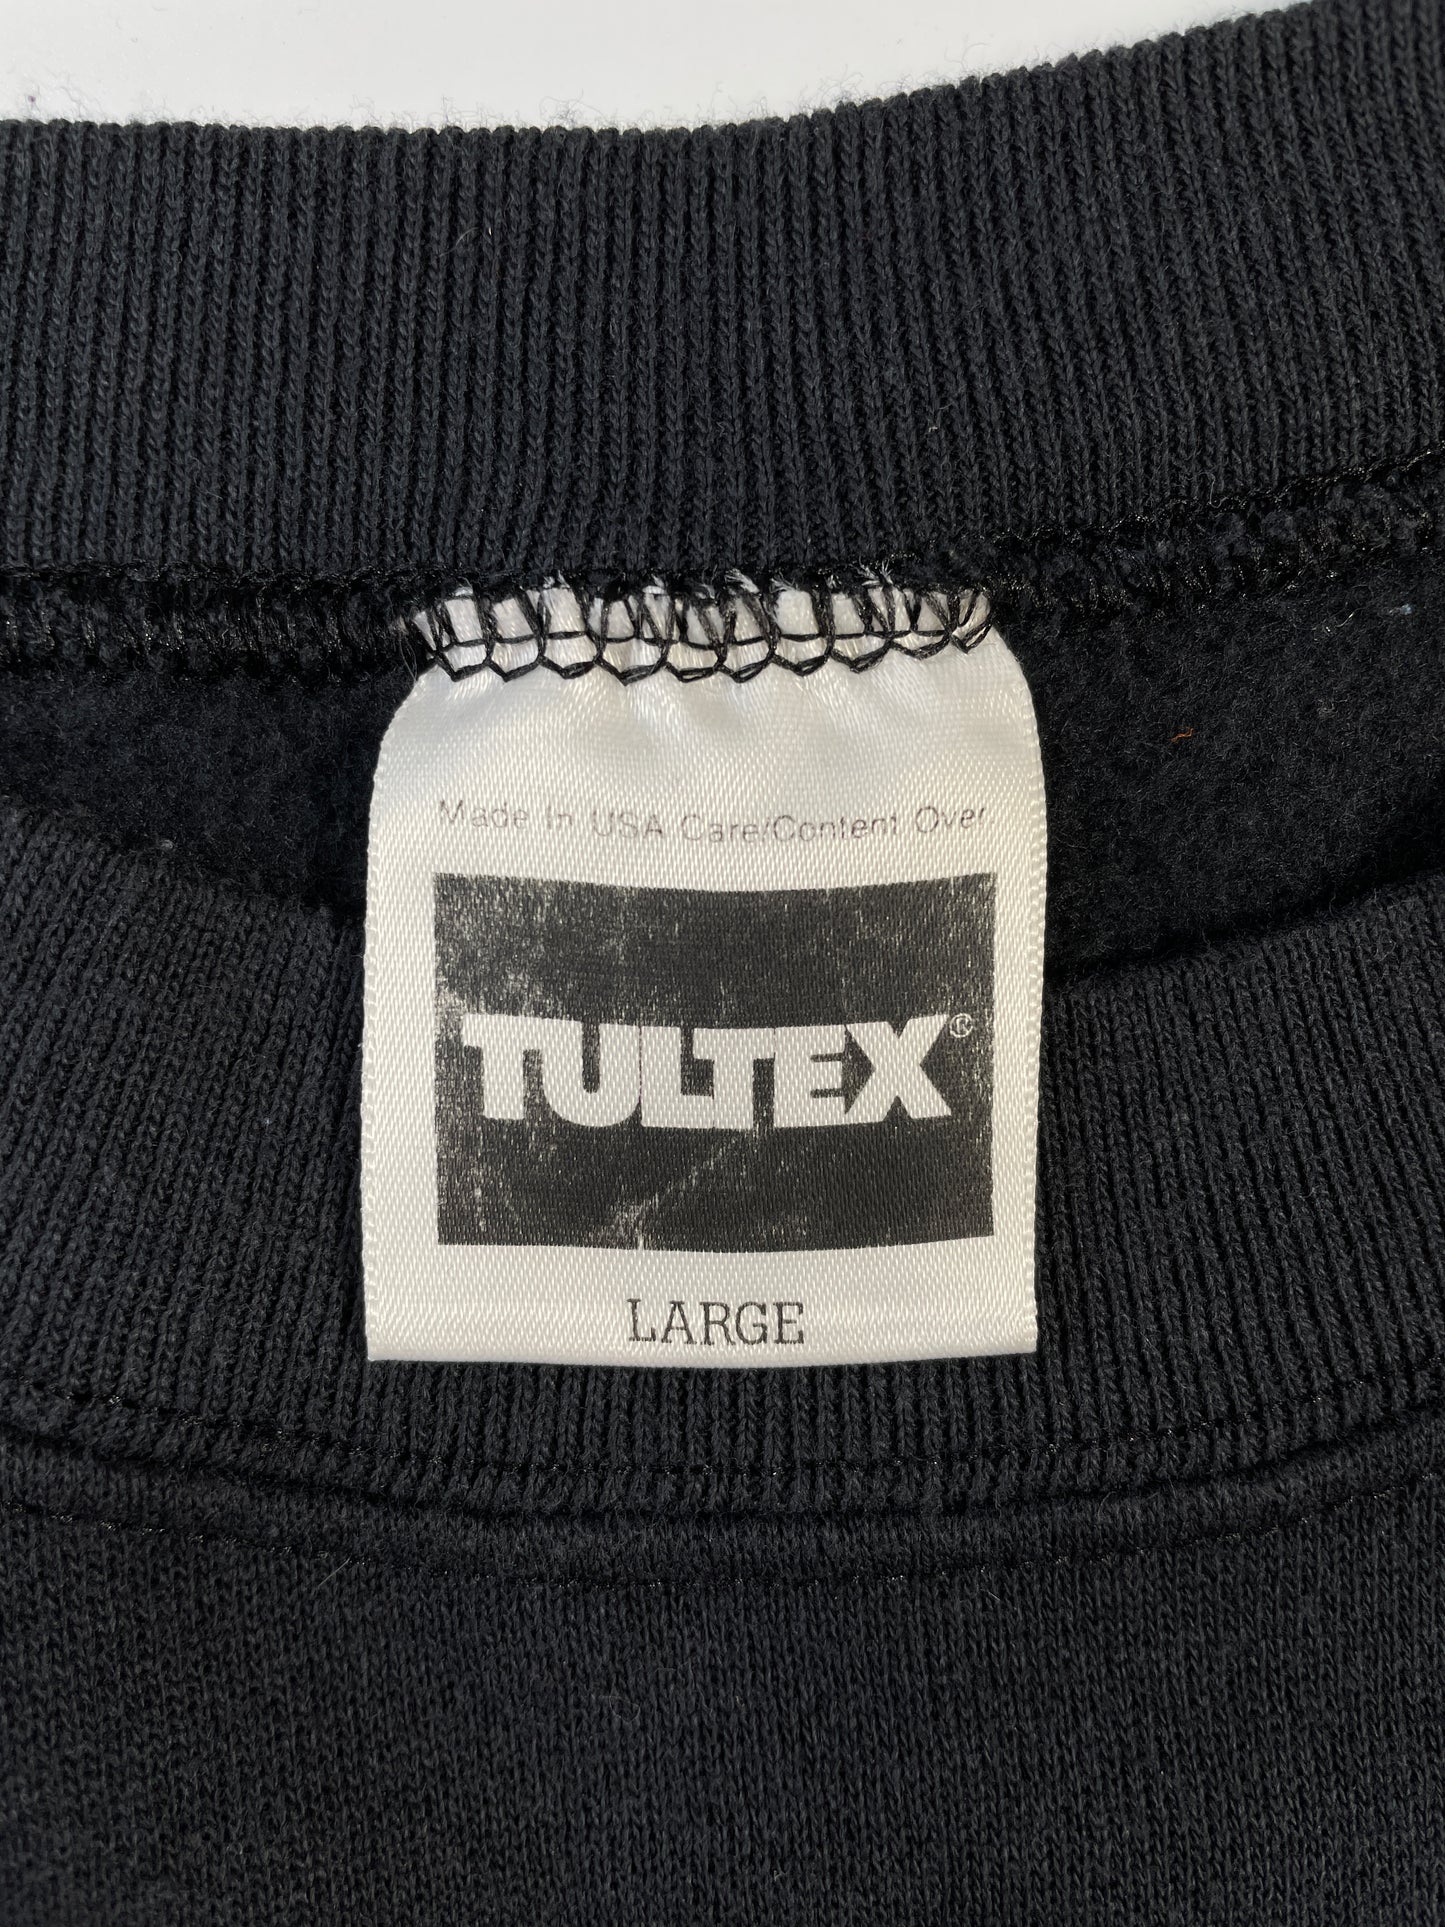 Made In USA Care/Content Over
TULTEX®
LARGE